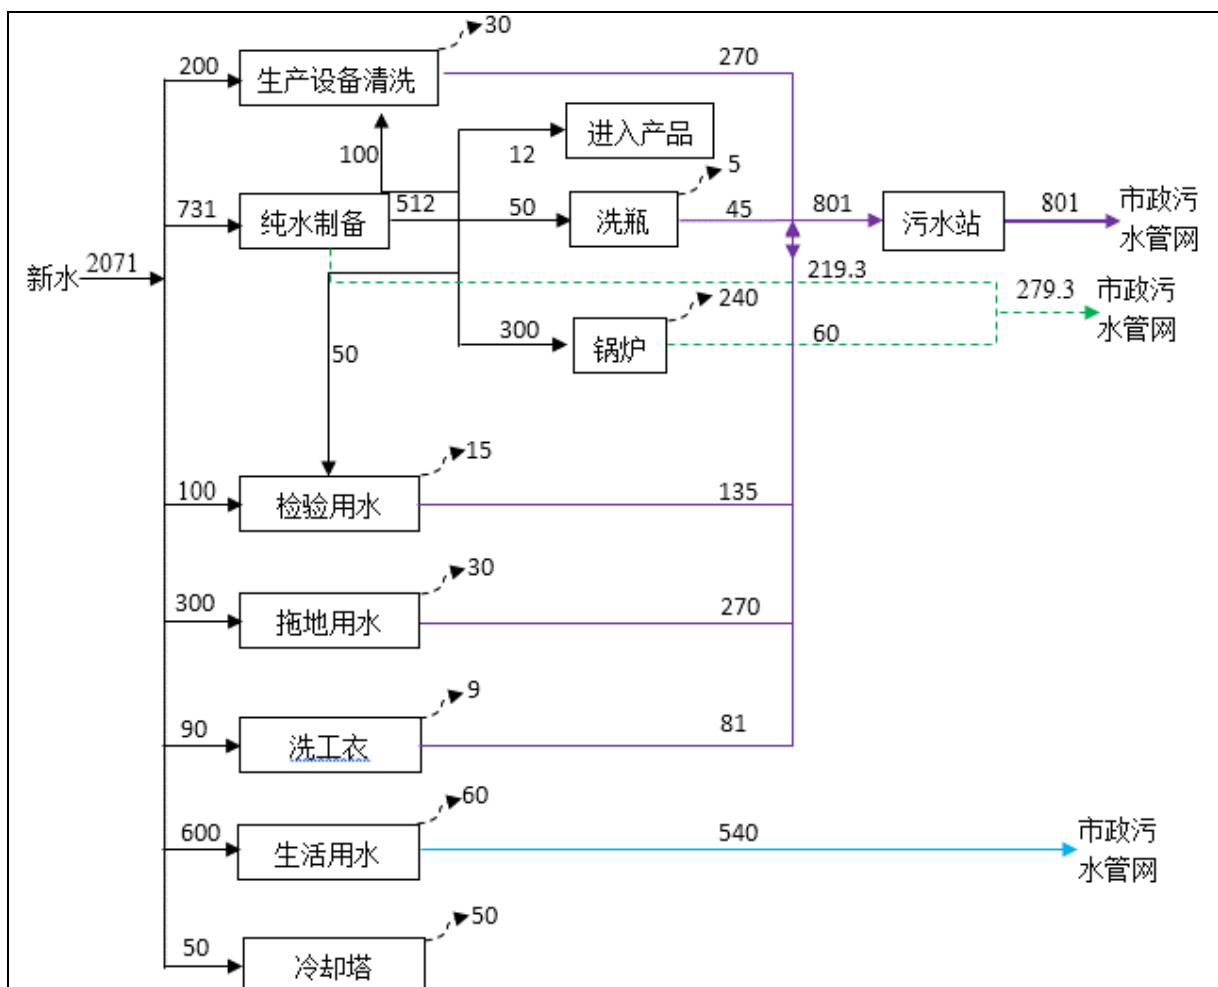 30
200
生产设备清洗
270
进入产品
100
12
5
731
纯水制备
512
50
洗瓶
45
801
污水站
801
市政污
水管网
新水
2071
219.3
279.3
市政污
水管网
240
300
锅炉
60
50
15
100
检验用水
135
30
300
拖地用水
270
9
90
洗工衣
81
60
600
生活用水
540
市政污
水管网
50
50
冷却塔